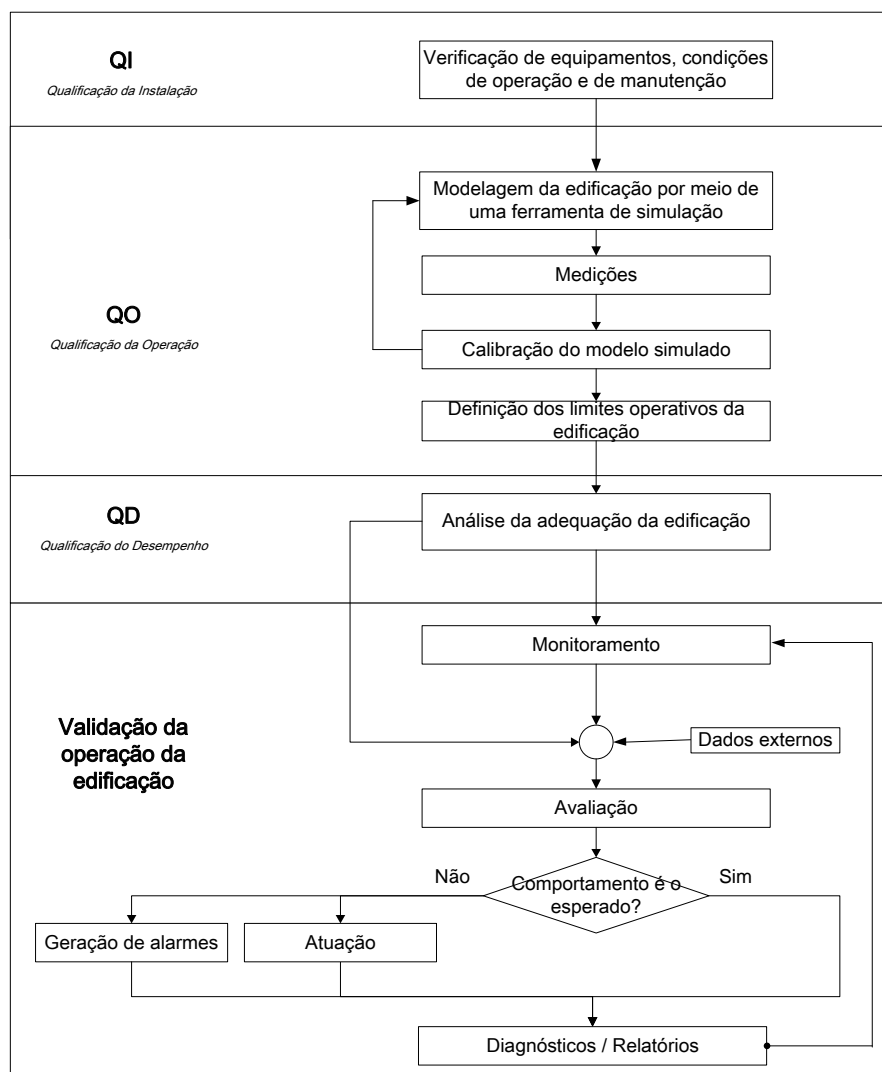 QI
Qualificação da Instalação
Verificação de equipamentos, condições
de operação e de manutenção
Modelagem da edificação por meio de
uma ferramenta de simulação
Medições
QO
Qualificação da Operação
Calibração do modelo simulado
Definição dos limites operativos da
edificação
QD
Qualificação do Desempenho
Análise da adequação da edificação
Monitoramento
Validação da
operação da
edificação
Dados externos
Avaliação
Não
Comportamento é o
esperado?
Sim
Geração de alarmes
Atuação
Diagnósticos / Relatórios